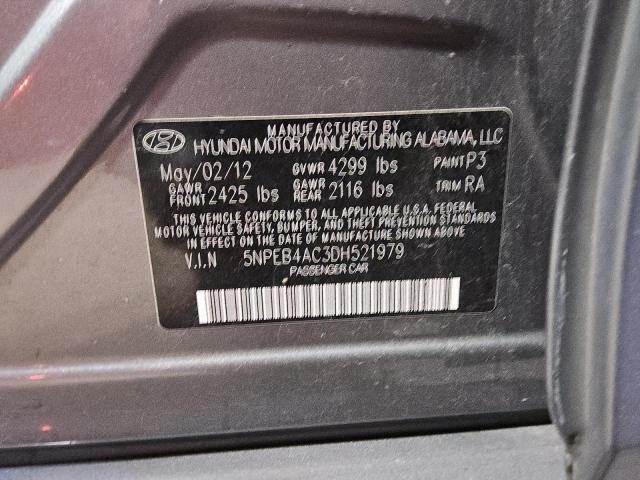 MANUFACTURED BY
HYUNDAI MOTOR MANUFACTURING ALABAMA, LLC
May/02/12 GVWR 4299 lbs PAINT P3
GAWR FRONT 2425 lbs GAWR REAR 2116 lbs TRIM RA
THIS VEHICLE CONFORMS TO ALL APPLICABLE U.S.A. FEDERAL
MOTOR VEHICLE SAFETY, BUMPER, AND THEFT PREVENTION STANDARDS
IN EFFECT ON THE DATE OF MANUFACTURE SHOWN ABOVE.
V.I.N 5NPEB4AC3DH521979
PASSENGER CAR